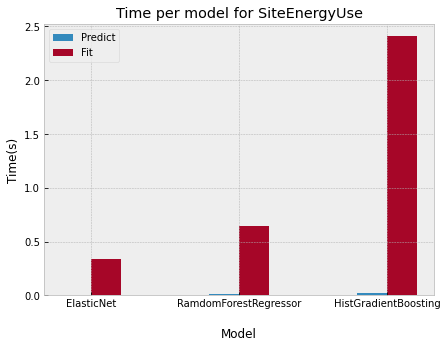 Time per model for SiteEnergyUse
Predict
Fit
Time(s)
2.5
2.0
1.5
1.0
0.5
0.0
ElasticNet
RamdomForestRegressor
HistGradientBoosting
Model